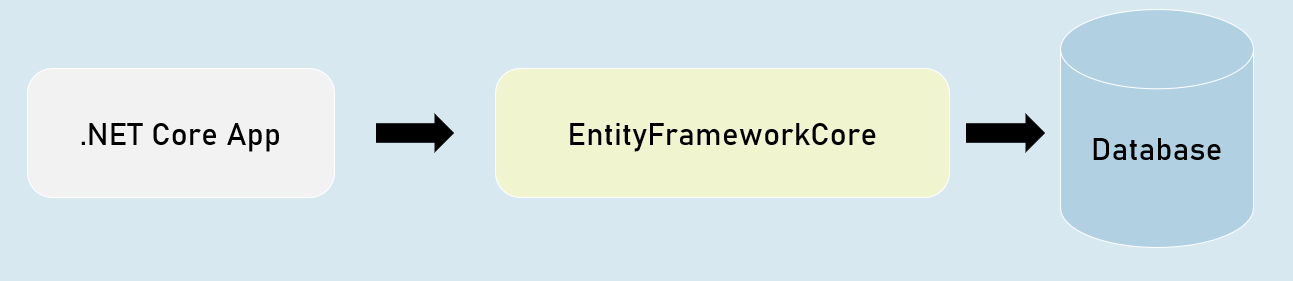 .NET Core App
EntityFrameworkCore
Database